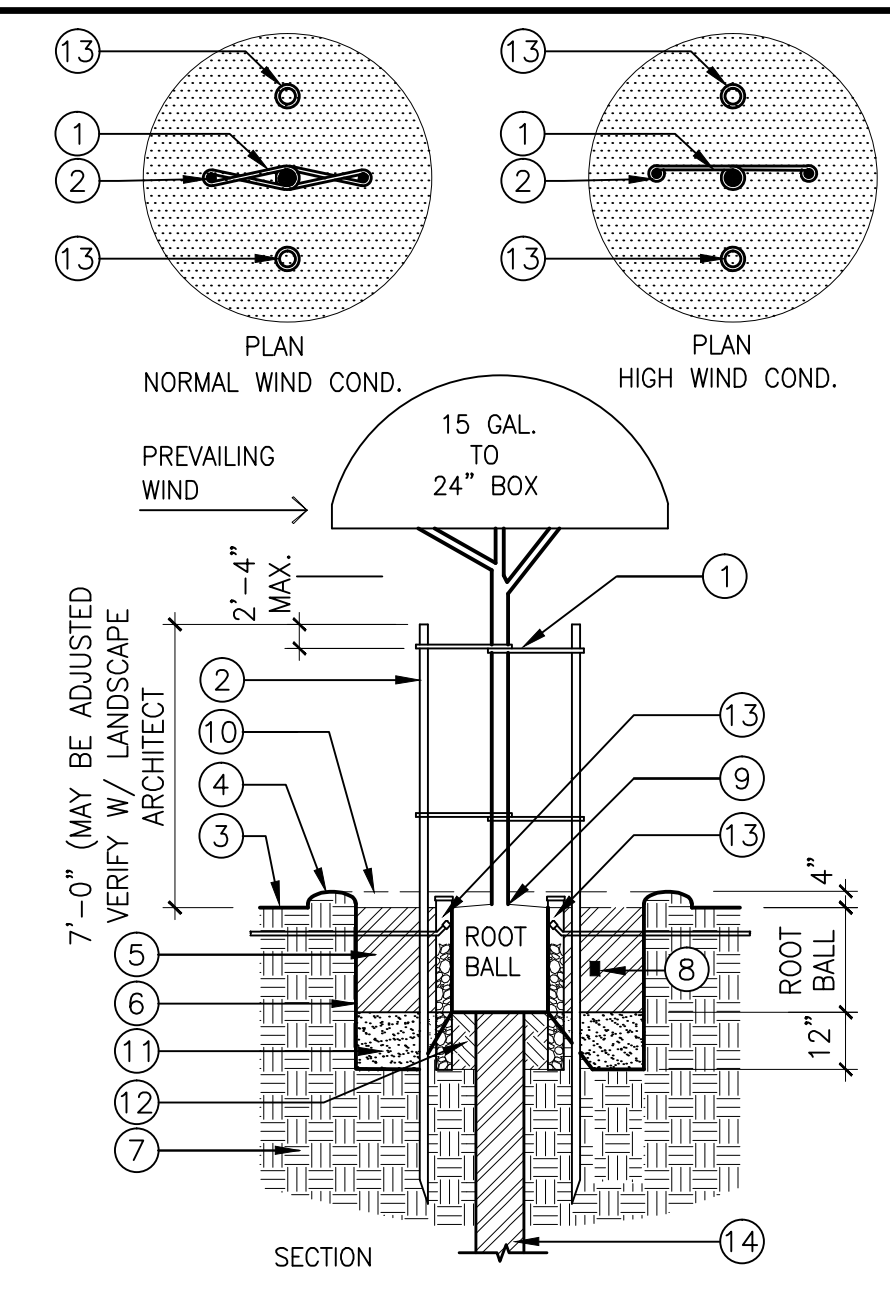 13
1
2
13
PLAN
NORMAL WIND COND.
13
1
2
13
PLAN
HIGH WIND COND.
15 GAL.
TO
24” BOX
PREVAILING
WIND
2’–4”
MAX.
7’–0” (MAY BE ADJUSTED
VERIFY W/ LANDSCAPE
ARCHITECT
1
2
10
4
3
13
9
13
ROOT
BALL
5
6
11
12
7
8
4”
ROOT
BALL
12”
14
SECTION